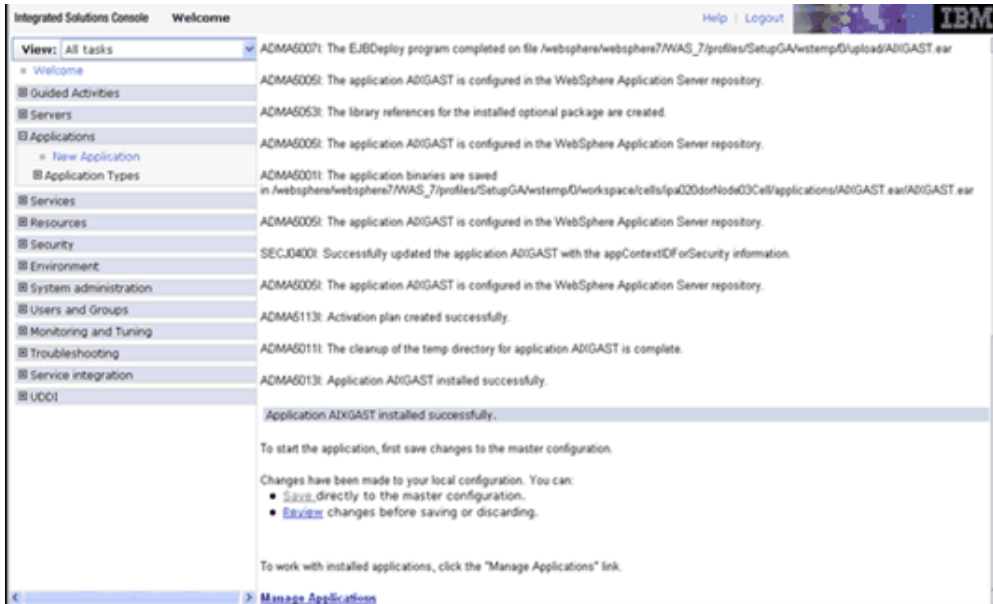 Integrated Solutions Console Welcome Help | Logout IBM
View: All tasks
Welcome
Guided Activities
Servers
Applications
New Application
Application Types
Services
Resources
Security
Environment
System administration
Users and Groups
Monitoring and Tuning
Troubleshooting
Service integration
UDDI
ADMA5007I: The EJBDeploy program completed on file /websphere/websphere7/WAS_7/profiles/SetupGA/wstemp/0/upload/AIXGAST.ear
ADMA5005I: The application AIXGAST is configured in the WebSphere Application Server repository.
ADMA5053I: The library references for the installed optional package are created.
ADMA5005I: The application AIXGAST is configured in the WebSphere Application Server repository.
ADMA5001I: The application binaries are saved
in /websphere/websphere7/WAS_7/profiles/SetupGA/wstemp/0/workspace/cells/ipa020dorNode03Cell/applications/AIXGAST.ear/AIXGAST.ear
ADMA5005I: The application AIXGAST is configured in the WebSphere Application Server repository.
SECJ0400I: Successfully updated the application AIXGAST with the appContextIDForSecurity information.
ADMA5005I: The application AIXGAST is configured in the WebSphere Application Server repository.
ADMA5113I: Activation plan created successfully.
ADMA5011I: The cleanup of the temp directory for application AIXGAST is complete.
ADMA5013I: Application AIXGAST installed successfully.
Application AIXGAST installed successfully.
To start the application, first save changes to the master configuration.
Changes have been made to your local configuration. You can:
Save directly to the master configuration.
Review changes before saving or discarding.
To work with installed applications, click the "Manage Applications" link.
Manage Applications